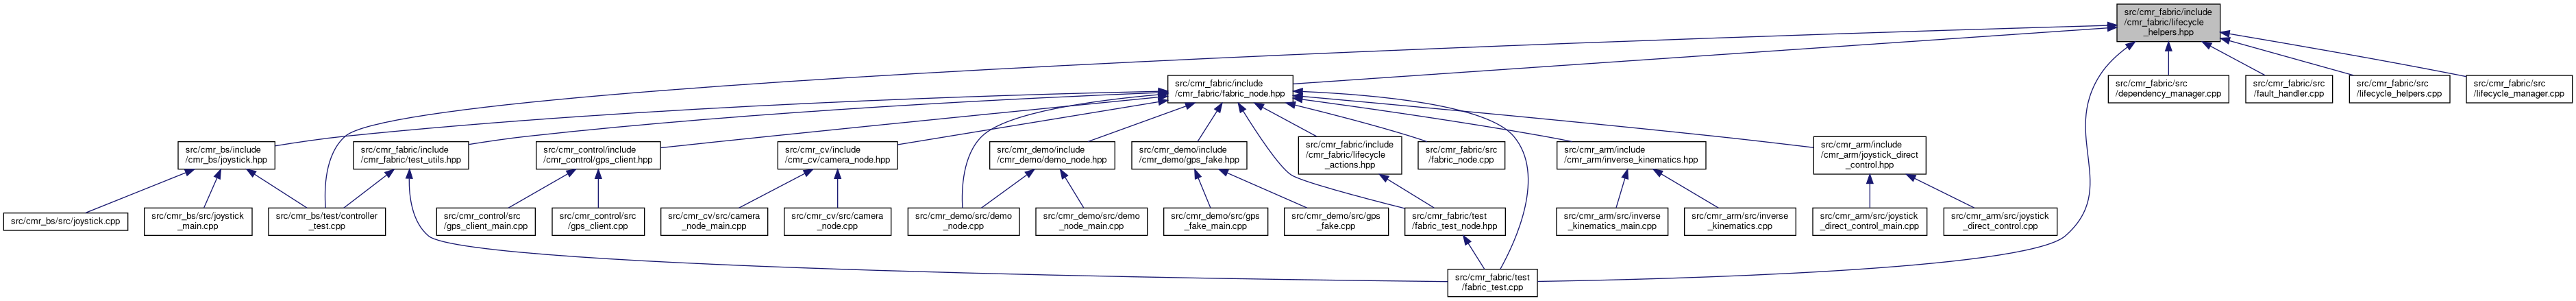 src/cmr_fabric/include
/cmr_fabric/lifecycle
_helpers.hpp
src/cmr_fabric/include
/cmr_fabric/fabric_node.hpp
src/cmr_fabric/src
/dependency_manager.cpp
src/cmr_fabric/src
/fault_handler.cpp
src/cmr_fabric/src
/lifecycle_helpers.cpp
src/cmr_fabric/src
/lifecycle_manager.cpp
src/cmr_bs/include
/cmr_bs/joystick.hpp
src/cmr_fabric/include
/cmr_fabric/test_utils.hpp
src/cmr_control/include
/cmr_control/gps_client.hpp
src/cmr_cv/include
/cmr_cv/camera_node.hpp
src/cmr_demo/include
/cmr_demo/demo_node.hpp
src/cmr_demo/include
/cmr_demo/gps_fake.hpp
src/cmr_fabric/include
/cmr_fabric/lifecycle
_actions.hpp
src/cmr_fabric/src
/fabric_node.cpp
src/cmr_arm/include
/cmr_arm/inverse_kinematics.hpp
src/cmr_arm/include
/cmr_arm/joystick_direct
_control.hpp
src/cmr_bs/src/joystick.cpp
src/cmr_bs/src/joystick
_main.cpp
src/cmr_bs/test/controller
_test.cpp
src/cmr_control/src
/gps_client_main.cpp
src/cmr_control/src
/gps_client.cpp
src/cmr_cv/src/camera
_node_main.cpp
src/cmr_cv/src/camera
_node.cpp
src/cmr_demo/src/demo
_node.cpp
src/cmr_demo/src/demo
_node_main.cpp
src/cmr_demo/src/gps
_fake_main.cpp
src/cmr_demo/src/gps
_fake.cpp
src/cmr_fabric/test
/fabric_test_node.hpp
src/cmr_arm/src/inverse
_kinematics_main.cpp
src/cmr_arm/src/inverse
_kinematics.cpp
src/cmr_arm/src/joystick
_direct_control_main.cpp
src/cmr_arm/src/joystick
_direct_control.cpp
src/cmr_fabric/test
/fabric_test.cpp